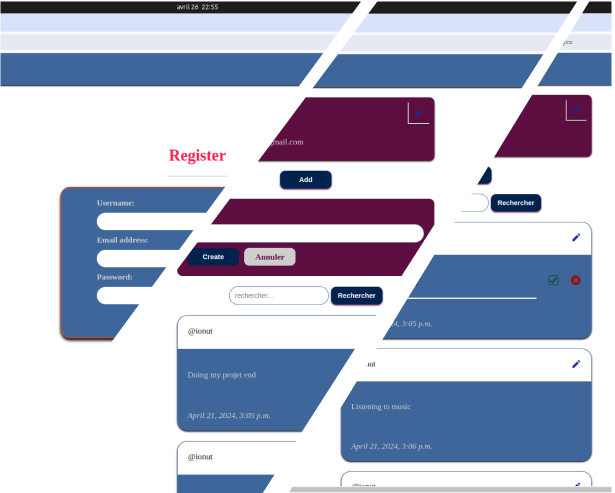 avril 26 22:55
gmail.com
Register
Add
Rechercher
Username:
Email address:
Create
Annuler
Password:
rechercher...
Rechercher
24, 3:05 p.m.
@ionut
Doing my projet end
Listening to music
April 21, 2024, 3:05 p.m.
April 21, 2024, 3:06 p.m.
@ionut